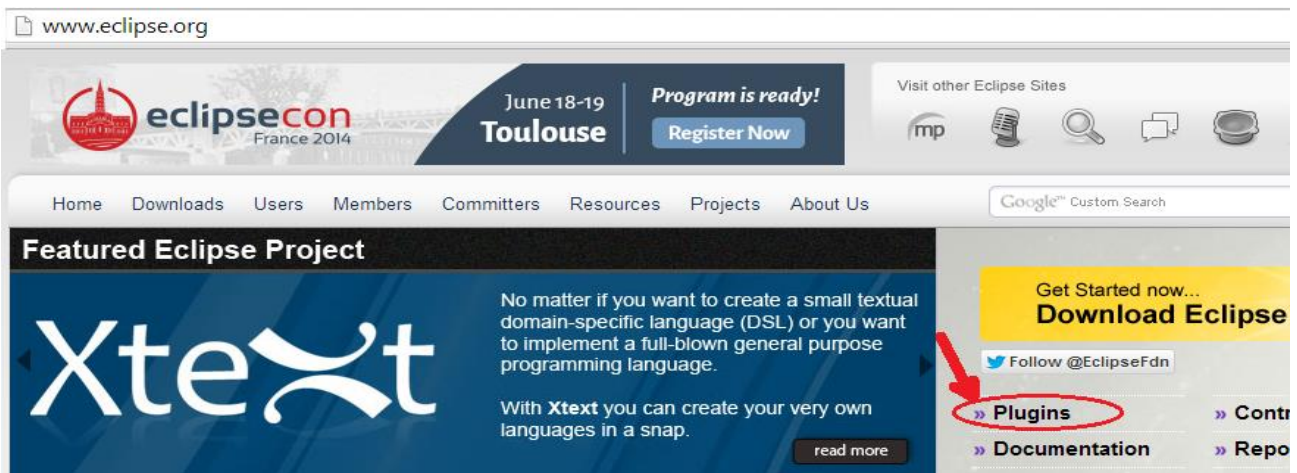 www.eclipse.org
eclipsecon
France 2014
June 18-19
Toulouse
Program is ready!
Register Now
Visit other Eclipse Sites
mp
Home Downloads Users Members Committers Resources Projects About Us
Google™ Custom Search
Featured Eclipse Project
Xtext
No matter if you want to create a small textual
domain-specific language (DSL) or you want
to implement a full-blown general purpose
programming language.
With Xtext you can create your very own
languages in a snap.
read more
Get Started now...
Download Eclipse
Follow @EclipseFdn
» Plugins
» Contr
» Documentation
» Repo